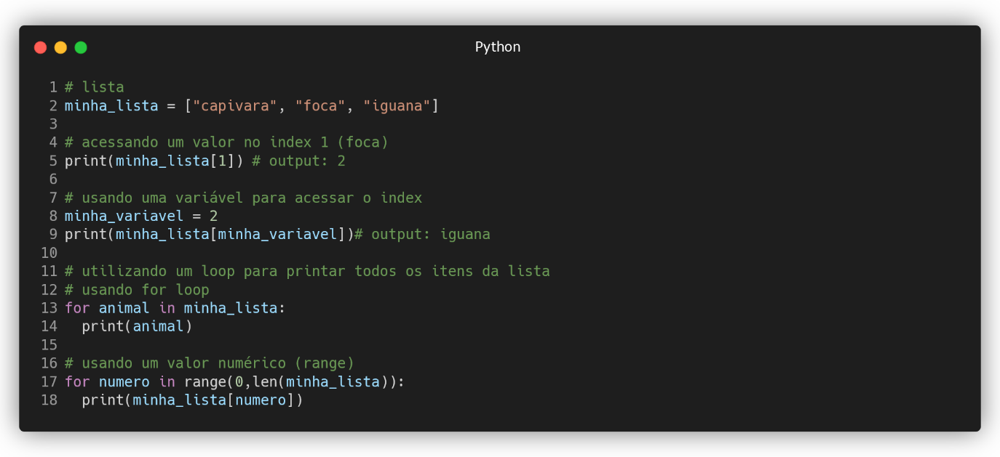 Python
1 # lista
2 minha_lista = ["capivara", "foca", "iguana"]
3
4 # acessando um valor no index 1 (foca)
5 print(minha_lista[1]) # output: 2
6
7 # usando uma variável para acessar o index
8 minha_variavel = 2
9 print(minha_lista[minha_variavel])# output: iguana
10
11 # utilizando um loop para printar todos os itens da lista
12 # usando for loop
13 for animal in minha_lista:
14   print(animal)
15
16 # usando um valor numérico (range)
17 for numero in range(0,len(minha_lista)):
18   print(minha_lista[numero])